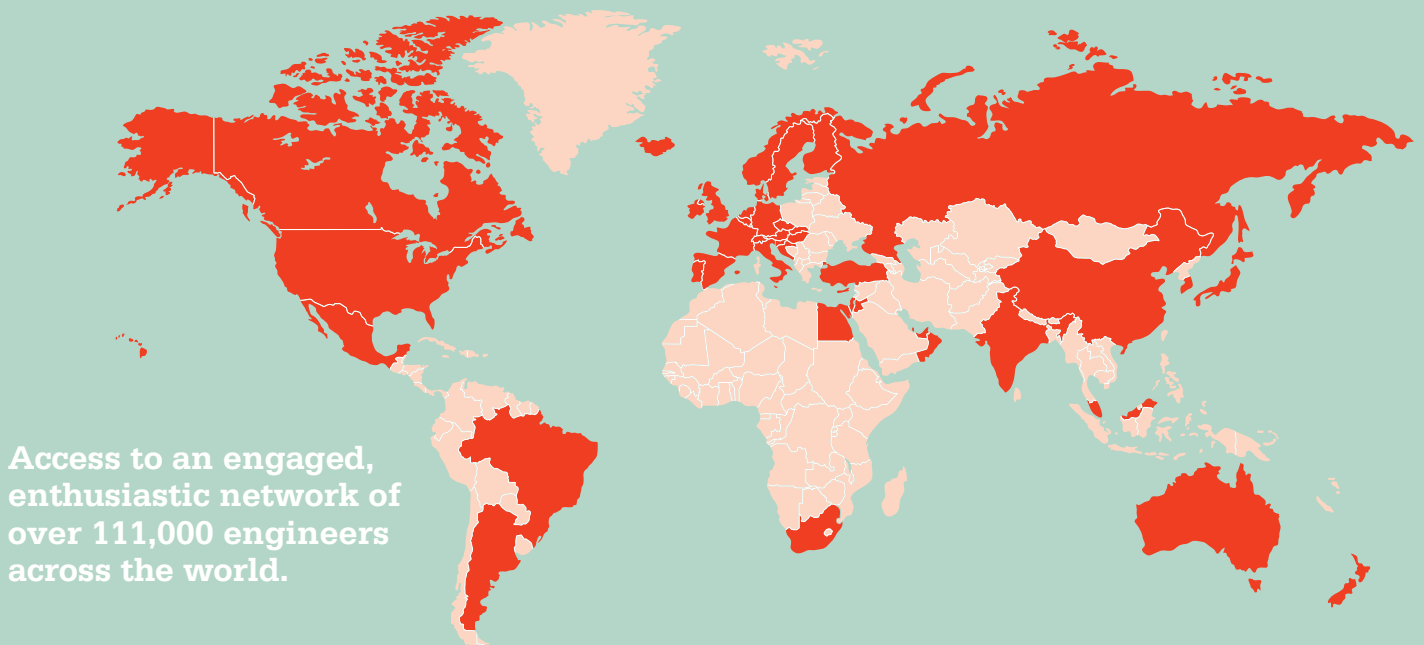 Access to an engaged,
enthusiastic network of
over 111,000 engineers
across the world.